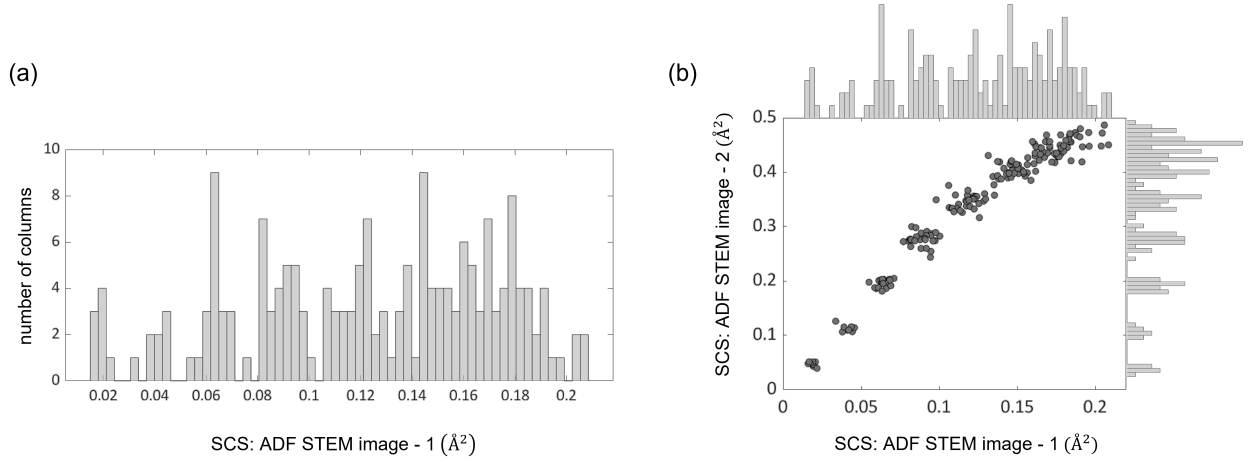 (a)
10
8
6
4
2
0
number of columns
0.02 0.04 0.06 0.08 0.1 0.12 0.14 0.16 0.18 0.2
SCS: ADF STEM image - 1 (Å²)
(b)
0.5
0.4
0.3
0.2
0.1
0
SCS: ADF STEM image - 2 (Å²)
0 0.05 0.1 0.15 0.2
SCS: ADF STEM image - 1 (Å²)